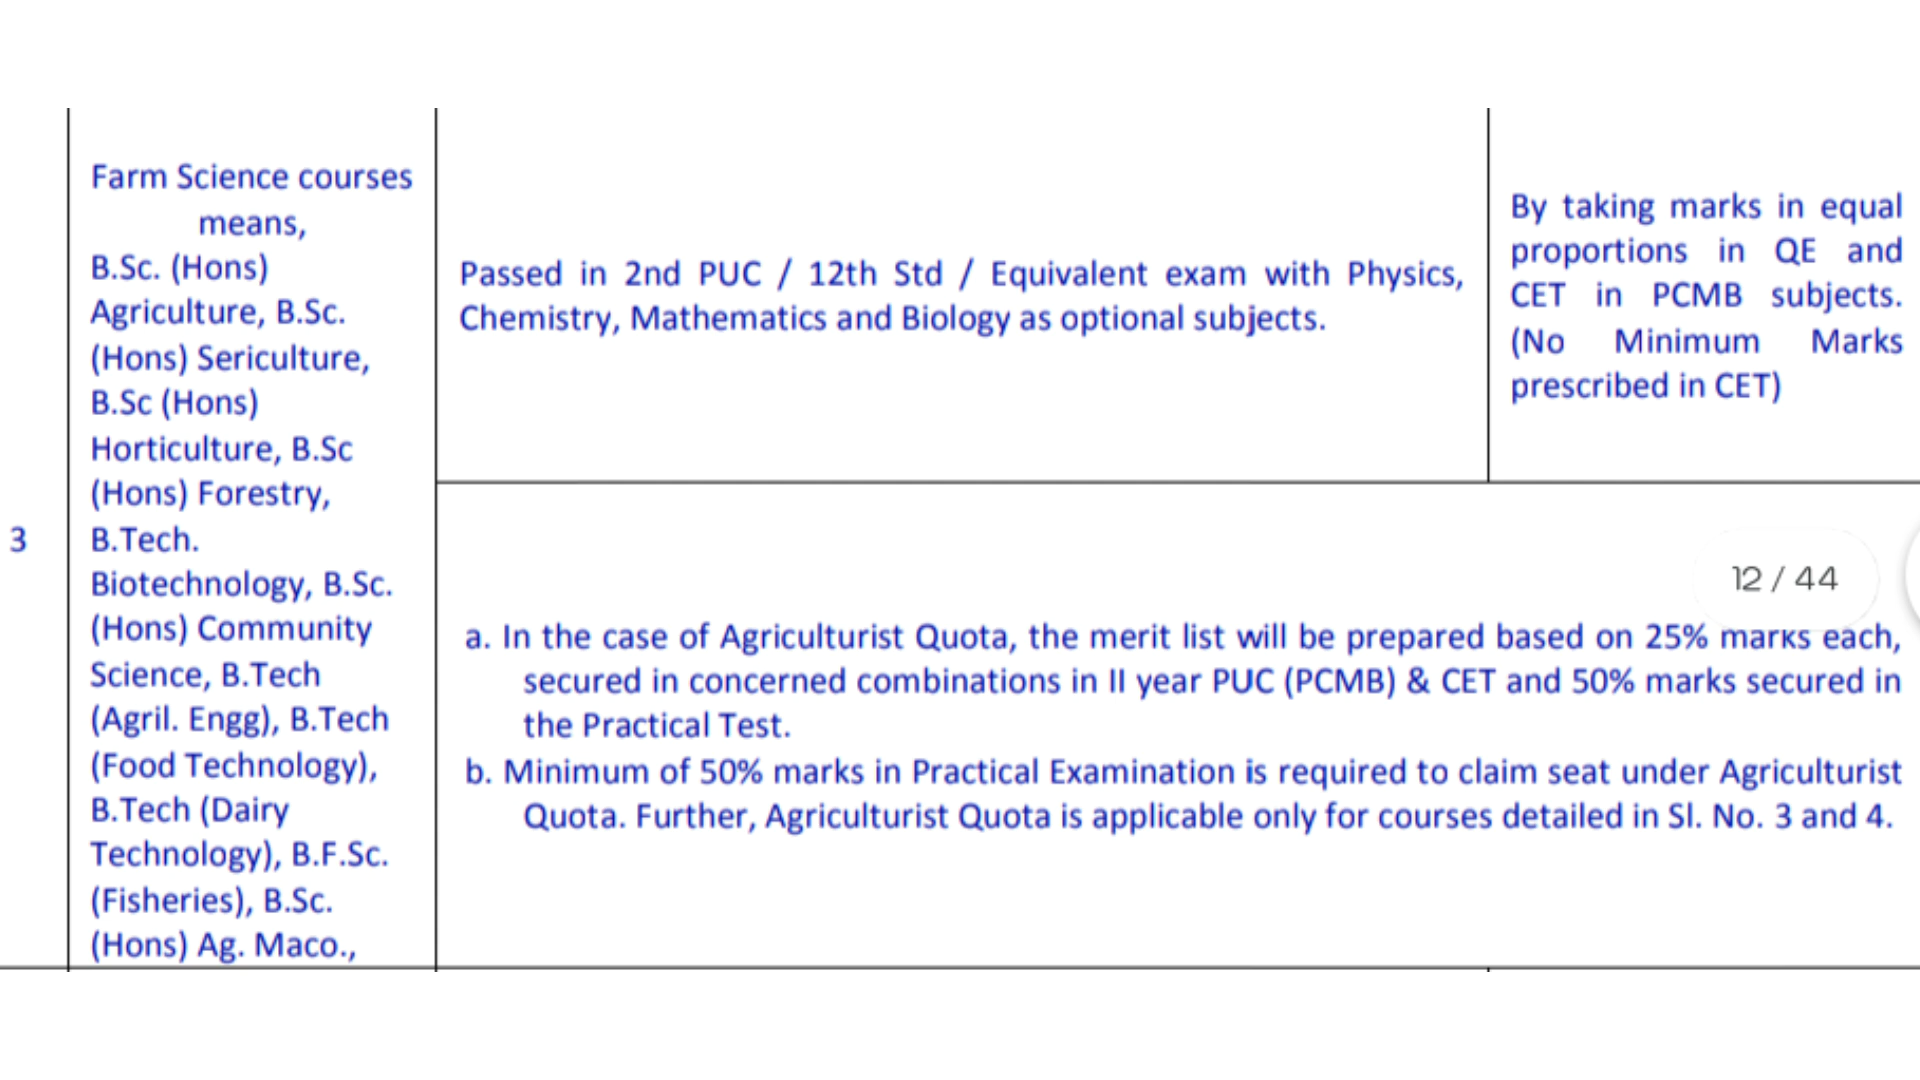 3
Farm Science courses
means,
B.Sc. (Hons)
Agriculture, B.Sc.
(Hons) Sericulture,
B.Sc (Hons)
Horticulture, B.Sc
(Hons) Forestry,
B.Tech.
Biotechnology, B.Sc.
(Hons) Community
Science, B.Tech
(Agril. Engg), B.Tech
(Food Technology),
B.Tech (Dairy
Technology), B.F.Sc.
(Fisheries), B.Sc.
(Hons) Ag. Maco.,
Passed in 2nd PUC / 12th Std / Equivalent exam with Physics,
Chemistry, Mathematics and Biology as optional subjects.
By taking marks in equal
proportions in QE and
CET in PCMB subjects.
(No Minimum Marks
prescribed in CET)
12 / 44
a. In the case of Agriculturist Quota, the merit list will be prepared based on 25% marks each,
secured in concerned combinations in II year PUC (PCMB) & CET and 50% marks secured in
the Practical Test.
b. Minimum of 50% marks in Practical Examination is required to claim seat under Agriculturist
Quota. Further, Agriculturist Quota is applicable only for courses detailed in Sl. No. 3 and 4.